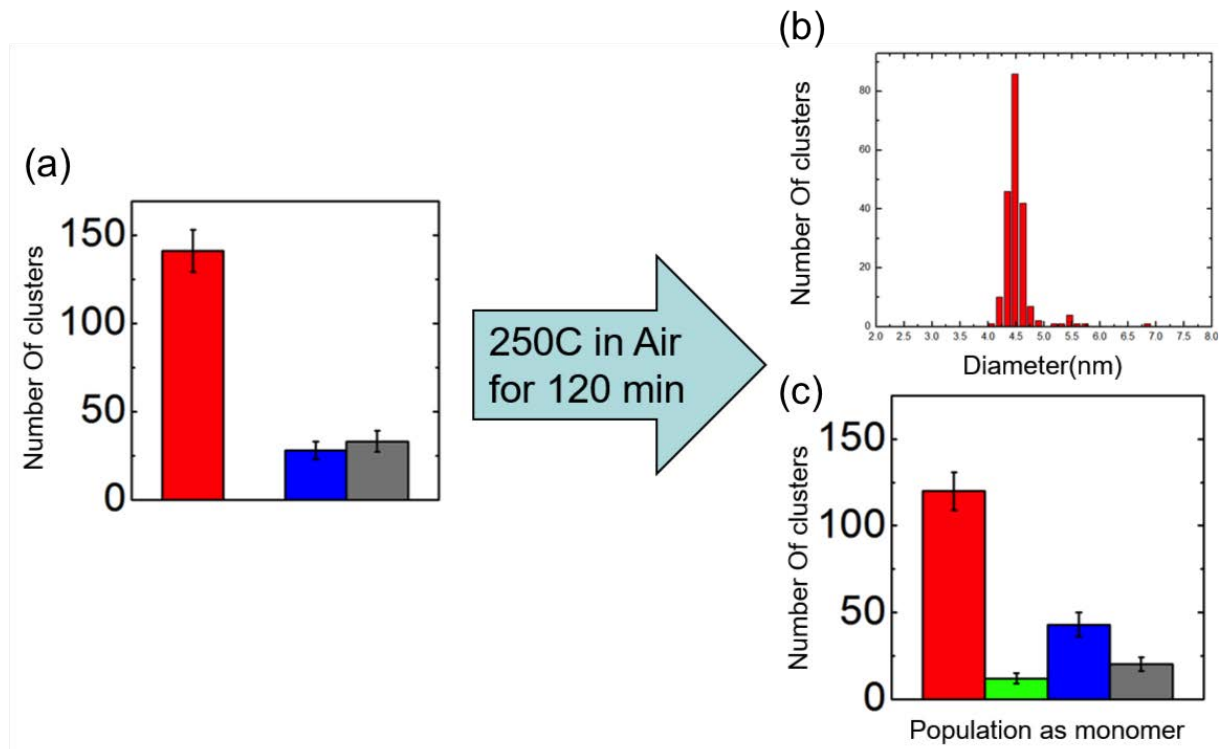 (a)
Number Of clusters
150
100
50
0
250C in Air
for 120 min
(b)
Number Of clusters
80
60
40
20
0
2.0 2.5 3.0 3.5 4.0 4.5 5.0 5.5 6.0 6.5 7.0 7.5 8.0
Diameter(nm)
(c)
Number Of clusters
150
100
50
0
Population as monomer